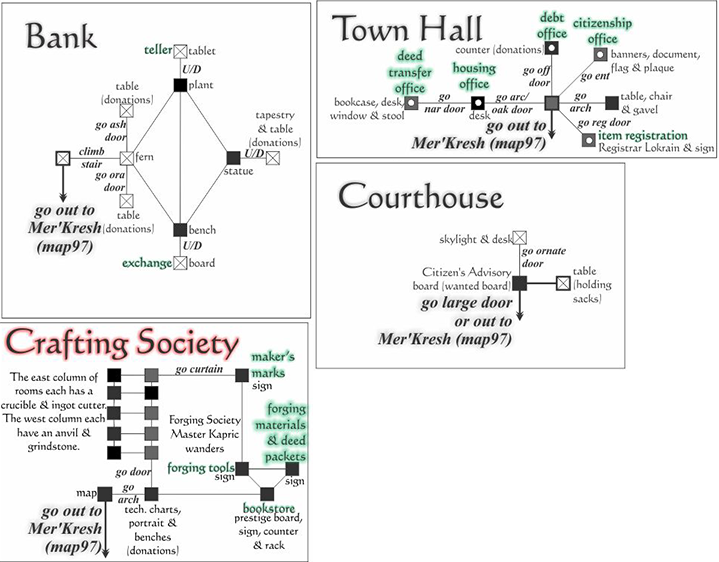 Bank
teller
tablet
U/D
plant
table
(donations)
go ash
door
tapestry
& table
(donations)
climb
stair
fern
U/D
statue
go ora
door
go out to
Mer'Kresh
(map97)
table
(donations)
bench
U/D
exchange
board
Town Hall
debt
office
citizenship
office
counter (donations)
deed
transfer
office
housing
office
go off
door
banners, document,
flag & plaque
go ent
bookcase, desk,
window & stool
go
nar door
desk
go arc/
oak door
go
arch
table, chair
& gavel
go out to
Mer'Kresh (map97)
go reg door
item registration
Registrar Lokrain & sign
Courthouse
skylight & desk
go ornate
door
Citizen's Advisory
board (wanted board)
table
(holding
sacks)
go large door
or out to
Mer'Kresh (map97)
Crafting Society
go curtain
maker's
marks
sign
The east column of
rooms each has a
crucible & ingot cutter.
The west column each
have an anvil &
grindstone.
Forging Society
Master Kapric
wanders
forging
materials
& deed
packets
sign
go door
forging tools
sign
map
go
arch
bookstore
prestige board,
sign, counter
& rack
go out to
Mer'Kresh
(map97)
tech. charts,
portrait &
benches
(donations)